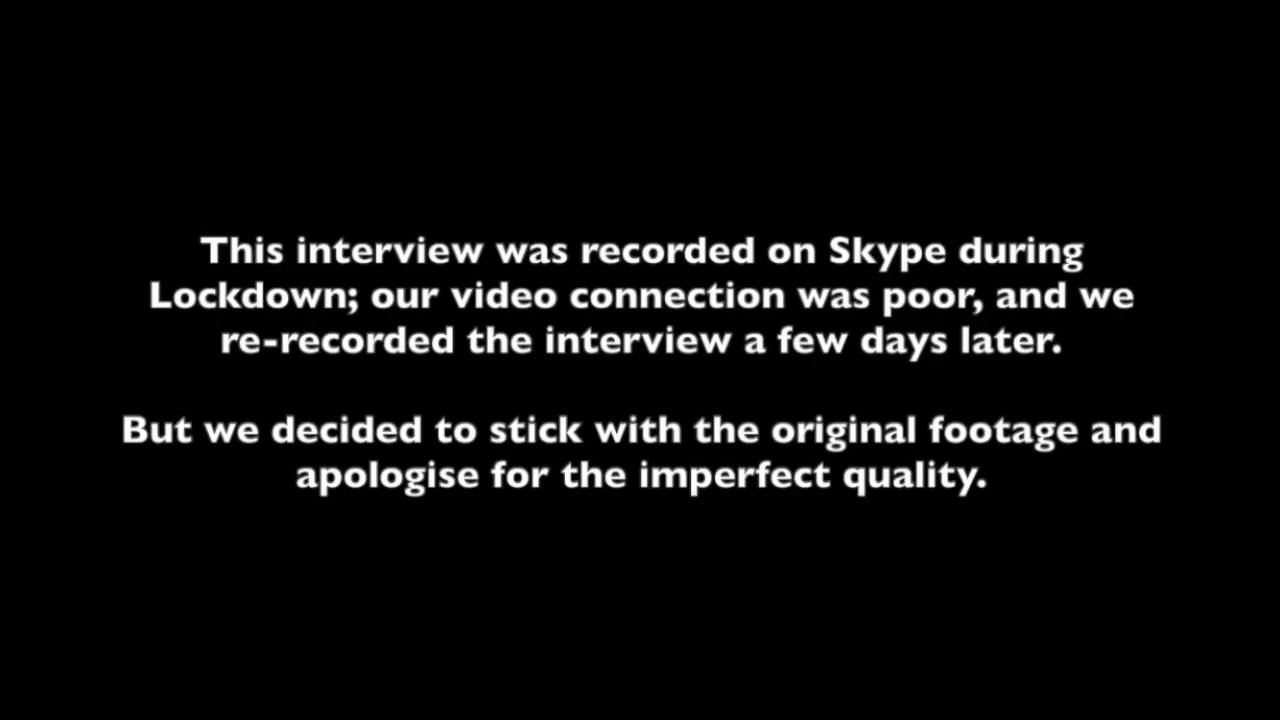 This interview was recorded on Skype during
Lockdown; our video connection was poor, and we
re-recorded the interview a few days later.
But we decided to stick with the original footage and
apologise for the imperfect quality.